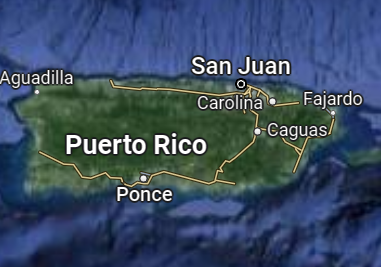 San Juan
Aguadilla
Carolina
Fajardo
Caguas
Puerto Rico
Ponce